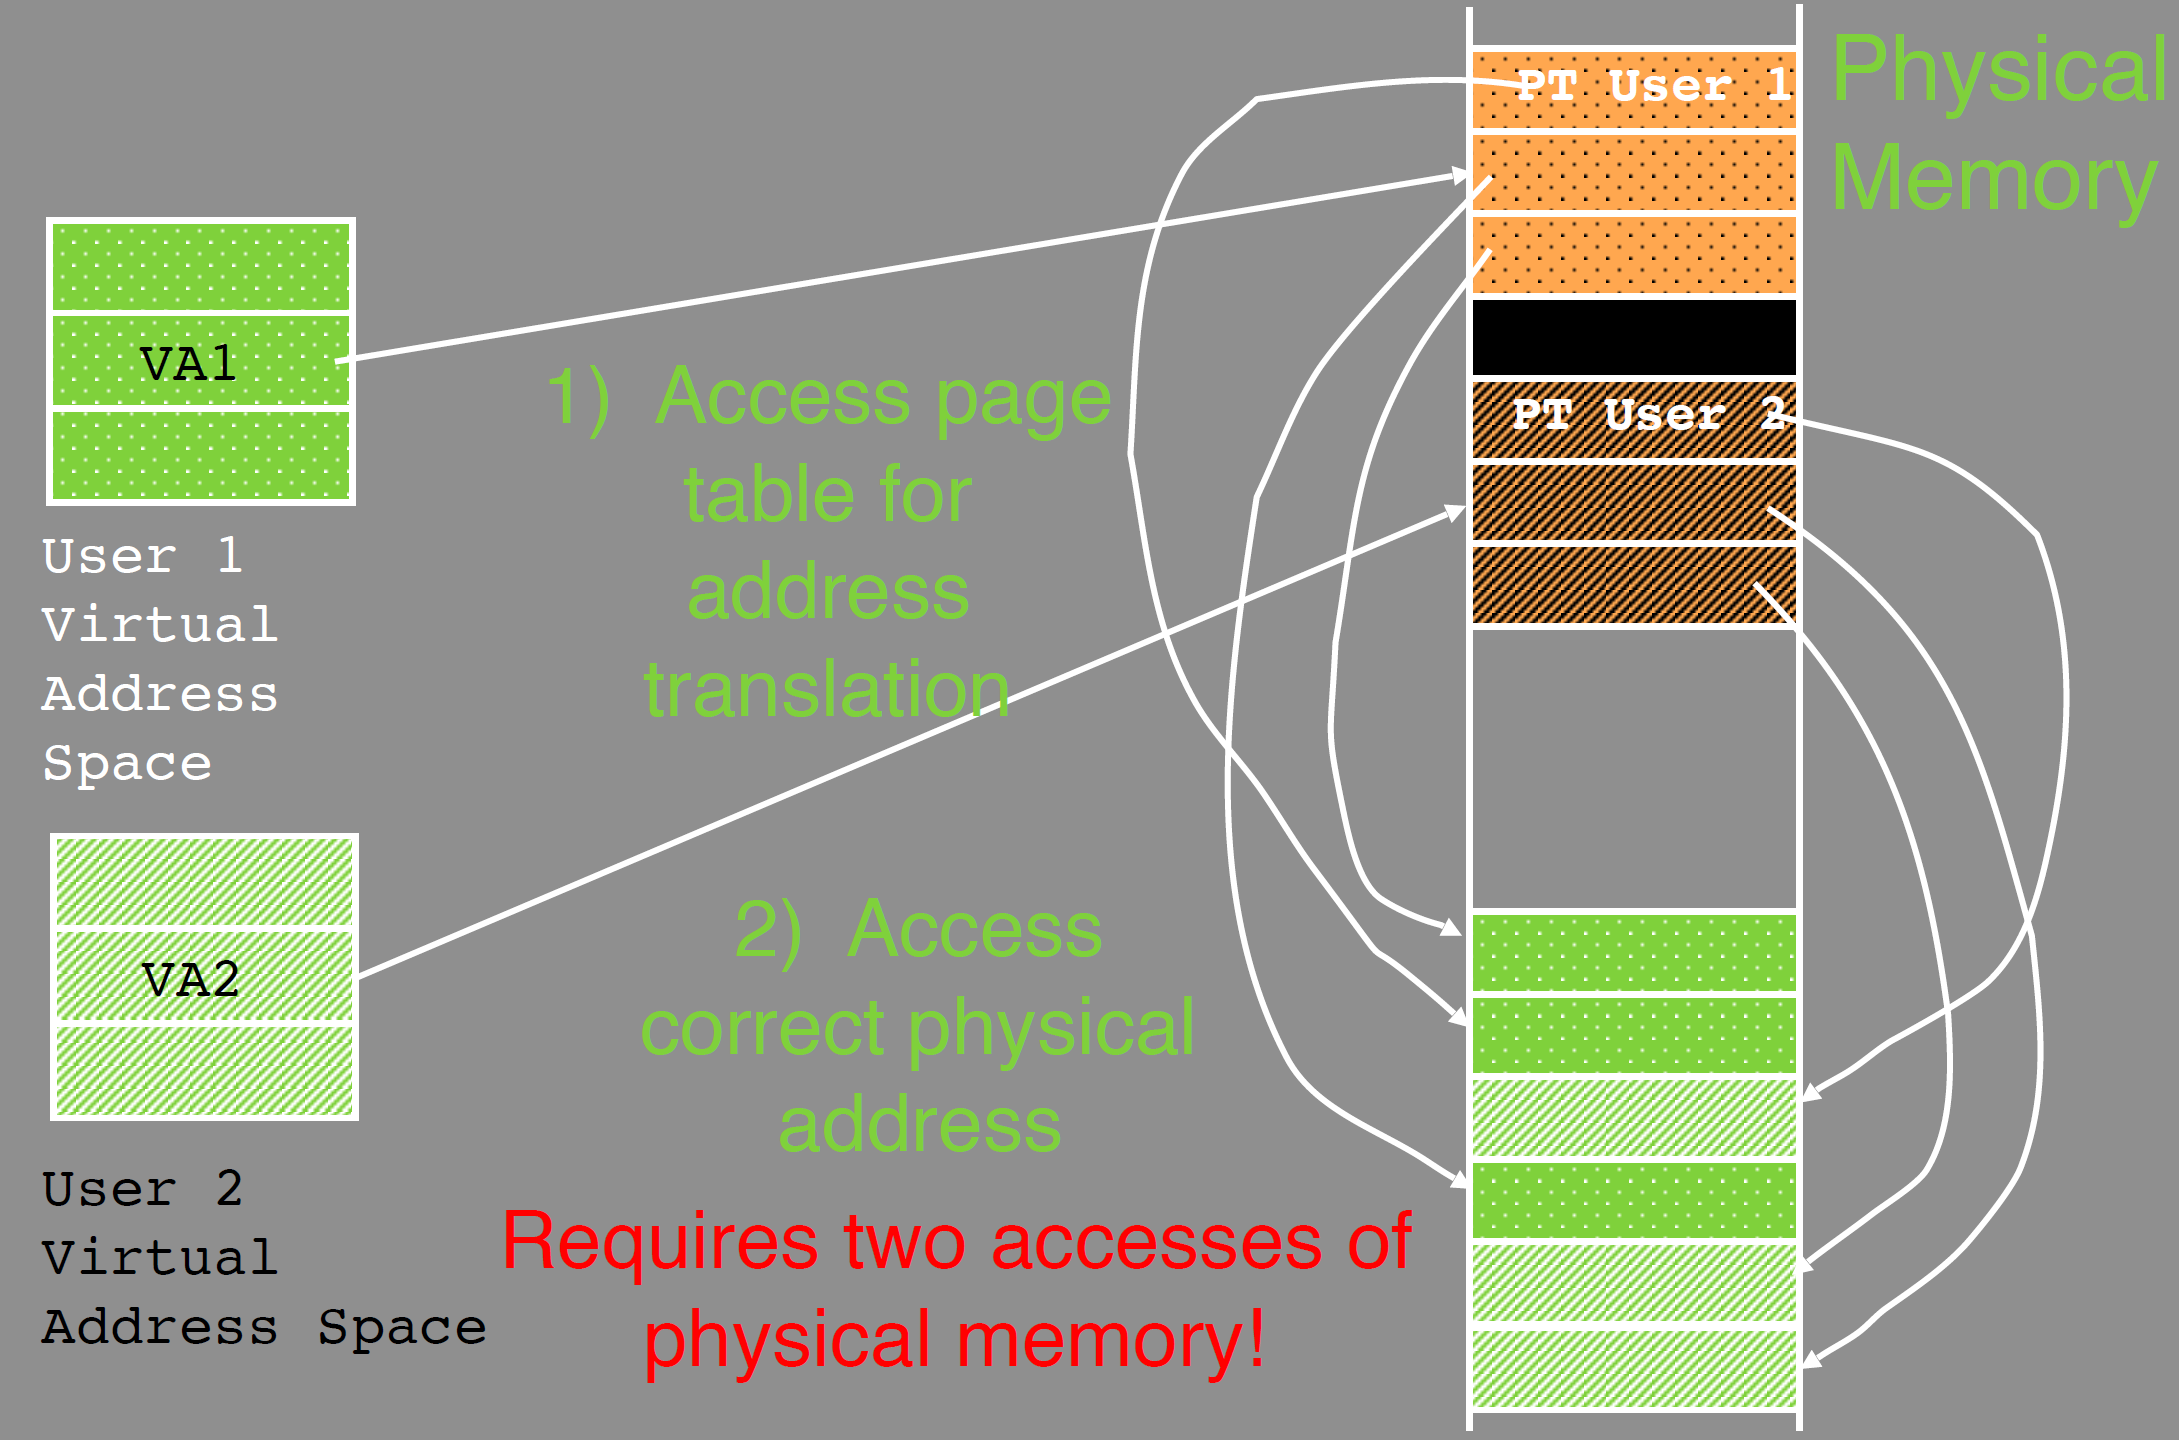 Physical
Memory
PT User 1
VA1
User 1
Virtual
Address
Space
1) Access page
table for
address
translation
PT User 2
VA2
User 2
Virtual
Address Space
2) Access
correct physical
address
Requires two accesses of
physical memory!